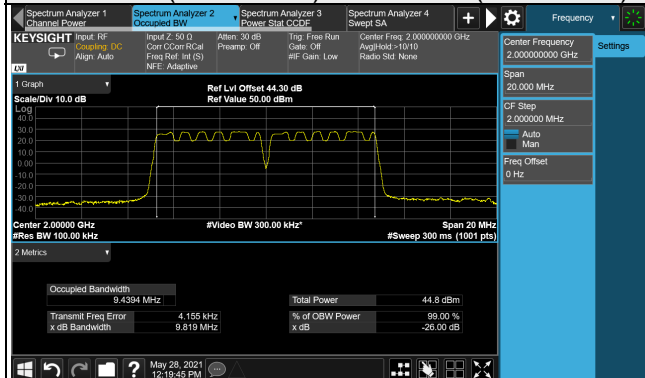 Spectrum Analyzer 1
Channel Power
Spectrum Analyzer 2
Occupied BW
Spectrum Analyzer 3
Power Stat CCDF
Spectrum Analyzer 4
Swept SA
+
Frequency
KEYSIGHT
Input: RF
Coupling: DC
Align: Auto
Input Z: 50 Ω
Corr CCorr RCal
Freq Ref: Int (S)
NFE: Adaptive
Atten: 30 dB
Preamp: Off
Trig: Free Run
Gate: Off
#IF Gain: Low
Center Freq: 2.000000000 GHz
Avg|Hold:>10/10
Radio Std: None
LXI
Center Frequency
2.000000000 GHz
Settings
Span
20.000 MHz
CF Step
2.000000 MHz
Auto
Man
Freq Offset
0 Hz
1 Graph
Scale/Div 10.0 dB
Ref Lvl Offset 44.30 dB
Ref Value 50.00 dBm
Log
40.0
30.0
20.0
10.0
0.00
-10.0
-20.0
-30.0
-40.0
Center 2.00000 GHz
#Res BW 100.00 kHz
#Video BW 300.00 kHz*
Span 20 MHz
#Sweep 300 ms (1001 pts)
2 Metrics
Occupied Bandwidth
9.4394 MHz
Total Power 44.8 dBm
Transmit Freq Error 4.155 kHz
% of OBW Power 99.00 %
x dB Bandwidth 9.819 MHz
x dB -26.00 dB
?
May 28, 2021
12:19:45 PM